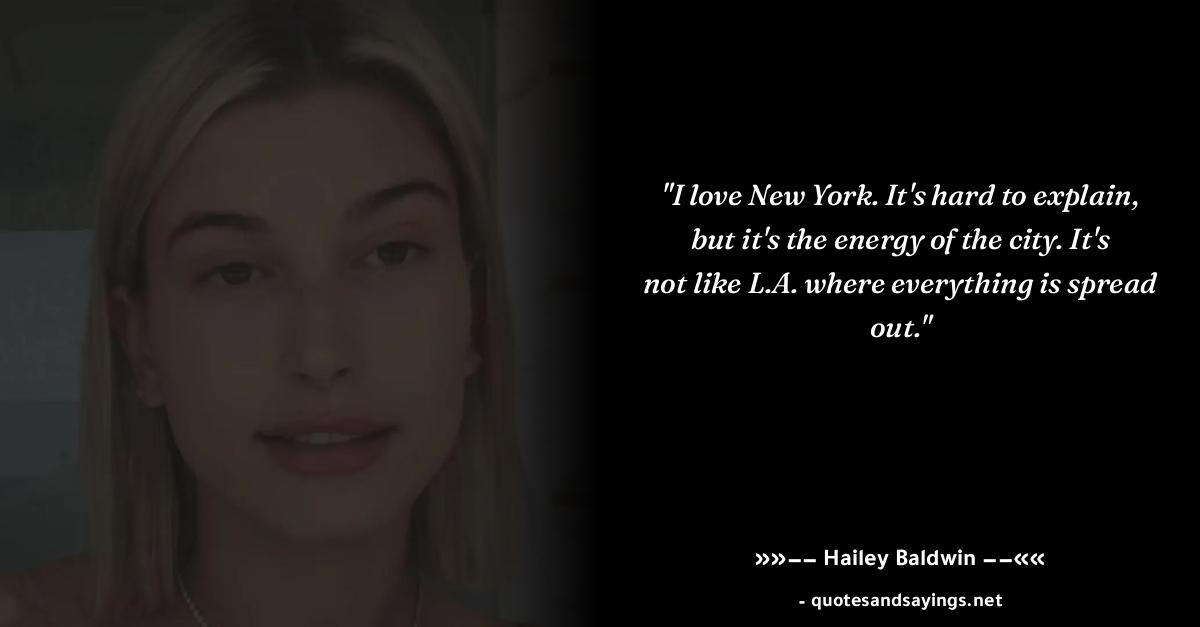 "I love New York. It's hard to explain,
but it's the energy of the city. It's
not like L.A. where everything is spread
out."
»»–– Hailey Baldwin ––««
- quotesandsayings.net